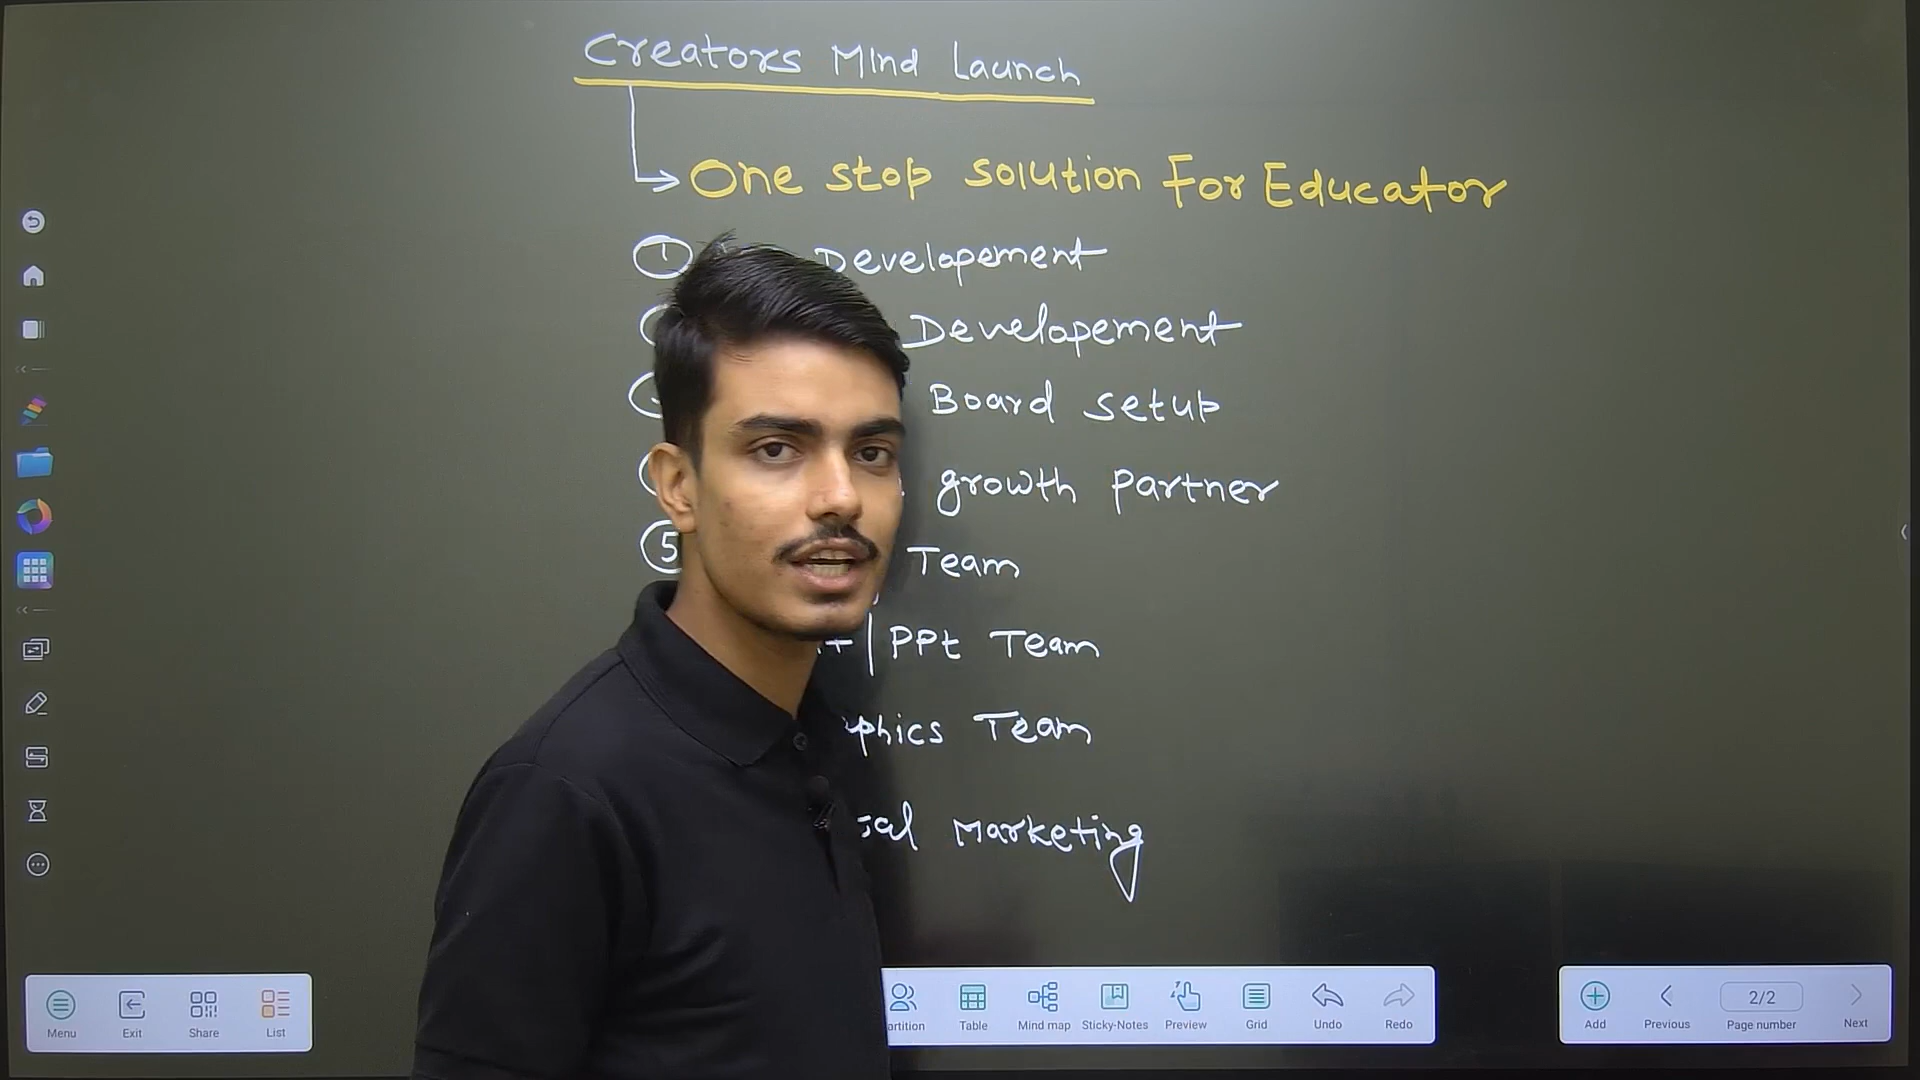 Creators Mind Launch
One stop solution For Educator
① Developement
Developement
Board setup
growth partner
⑤ Team
| PPt Team
Team
Marketing
Menu Exit Share List
Table Mind map Sticky-Notes Preview Grid Undo Redo
Add Previous 2/2 Page number Next